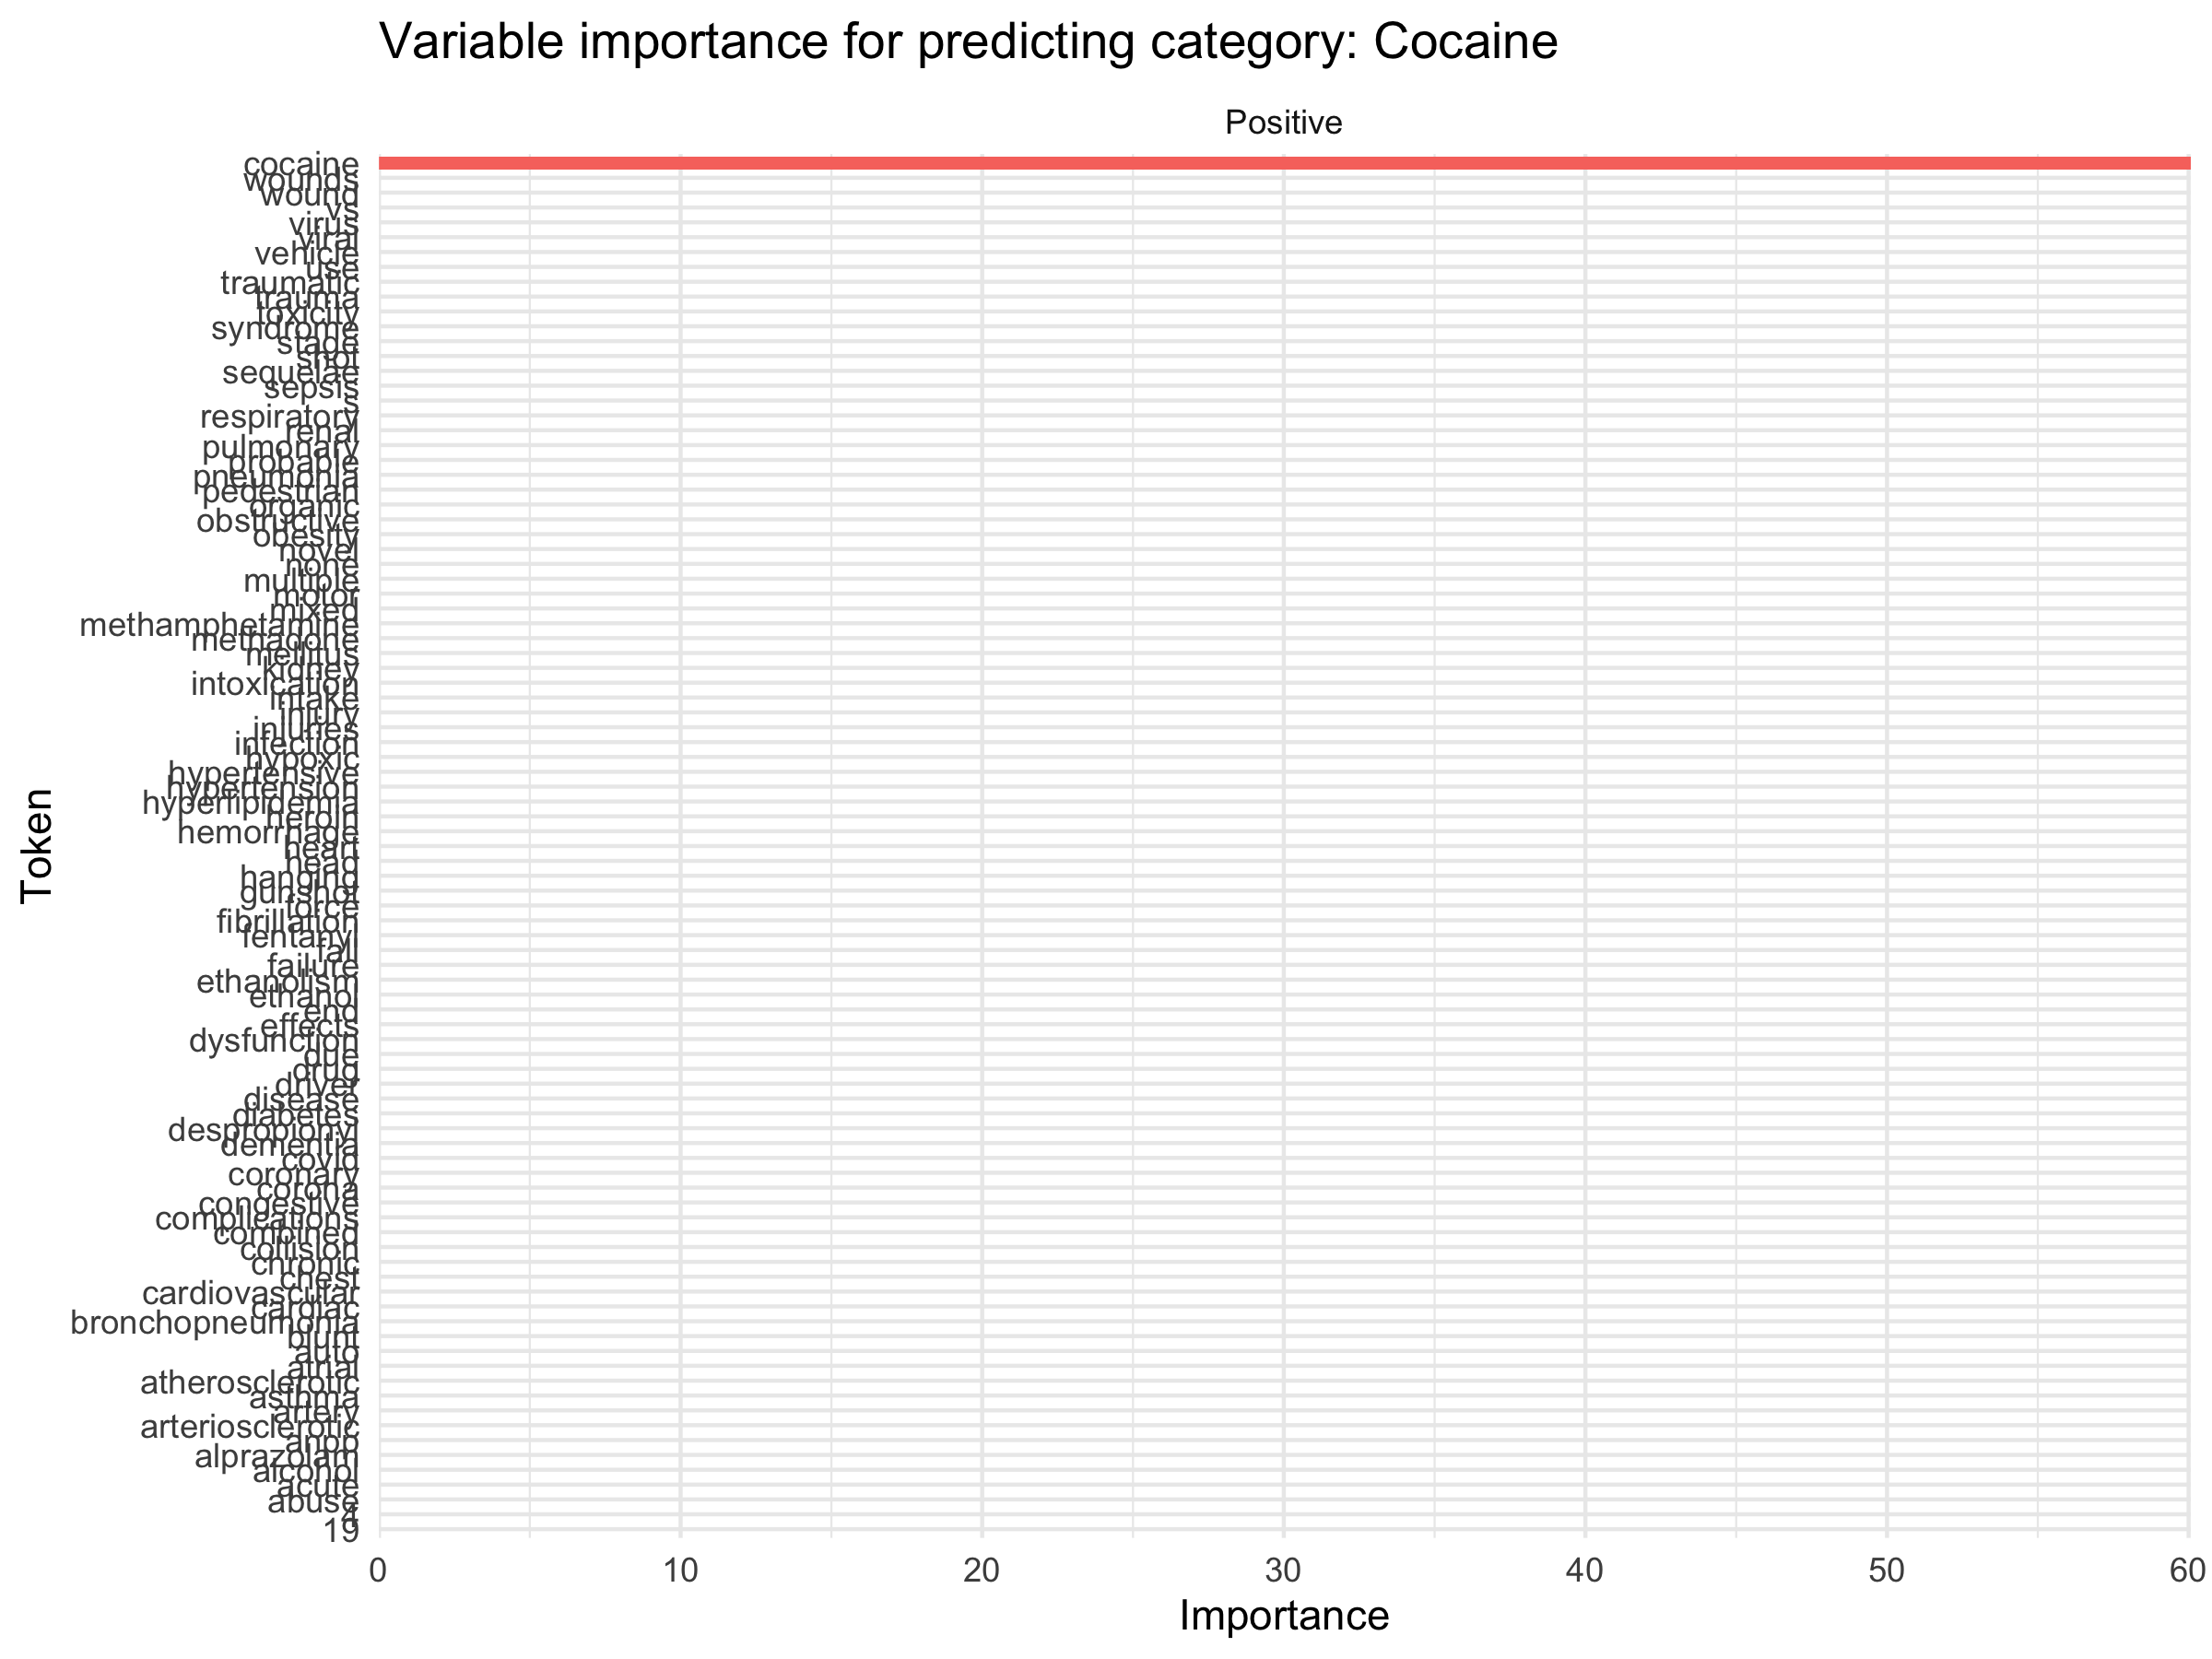 Variable importance for predicting category: Cocaine
Positive
cocaine
wounds
wound
vs
virus
viral
vehicle
use
traumatic
trauma
toxicity
syndrome
stage
shot
sequelae
sepsis
s
respiratory
renal
pulmonary
probable
pneumonia
pedestrian
organic
obstructive
obesity
novel
none
multiple
motor
mixed
methamphetamine
methadone
mellitus
kidney
intoxication
intake
injury
injuries
infection
hypoxic
hypertensive
hypertension
hyperlipidemia
heroin
hemorrhage
heart
head
hanging
gunshot
force
fibrillation
fentanyl
fall
failure
ethanolism
ethanol
end
effects
dysfunction
due
drug
driver
disease
diabetes
despropionyl
dementia
covid
coronary
corona
congestive
complications
combined
collision
chronic
chest
cardiovascular
cardiac
bronchopneumonia
blunt
auto
atrial
atherosclerotic
asthma
artery
arteriosclerotic
anpp
alprazolam
alcohol
acute
abuse
4
19
Token
0 10 20 30 40 50 60
Importance